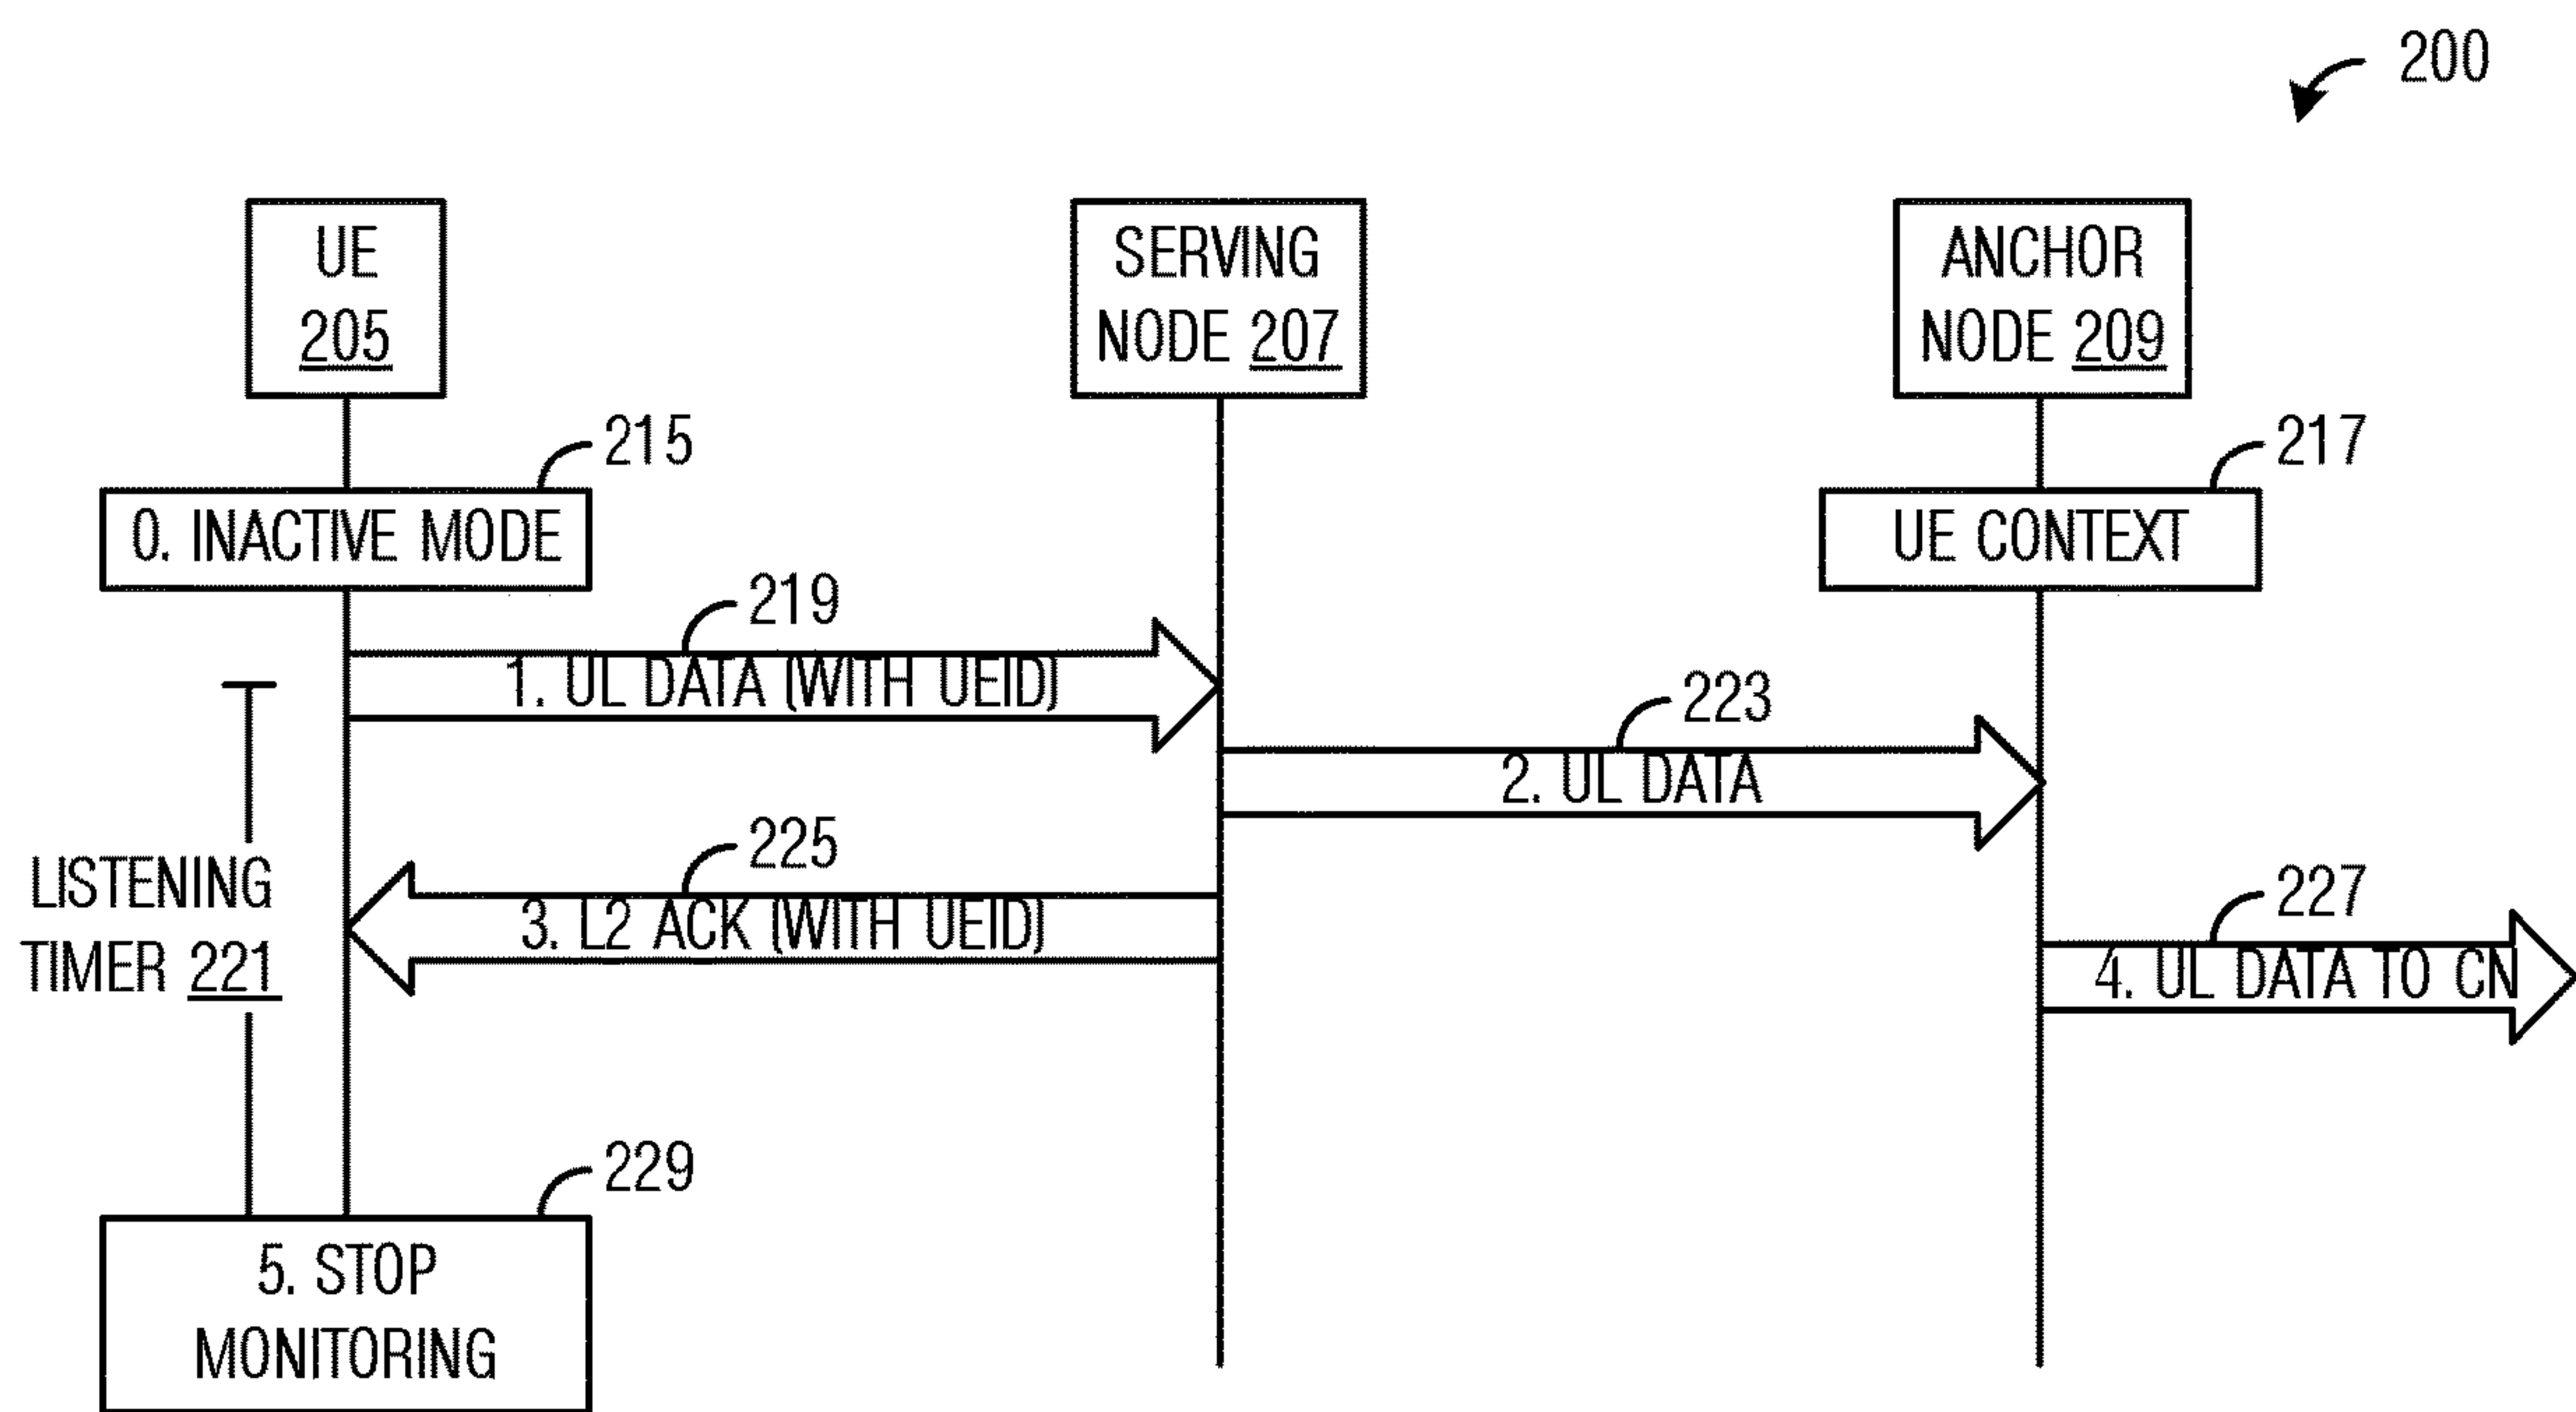 200
UE
205
SERVING
NODE 207
ANCHOR
NODE 209
215
217
0. INACTIVE MODE
UE CONTEXT
219
1. UL DATA (WITH UEID)
223
2. UL DATA
225
3. L2 ACK (WITH UEID)
LISTENING
TIMER 221
227
4. UL DATA TO CN
229
5. STOP
MONITORING